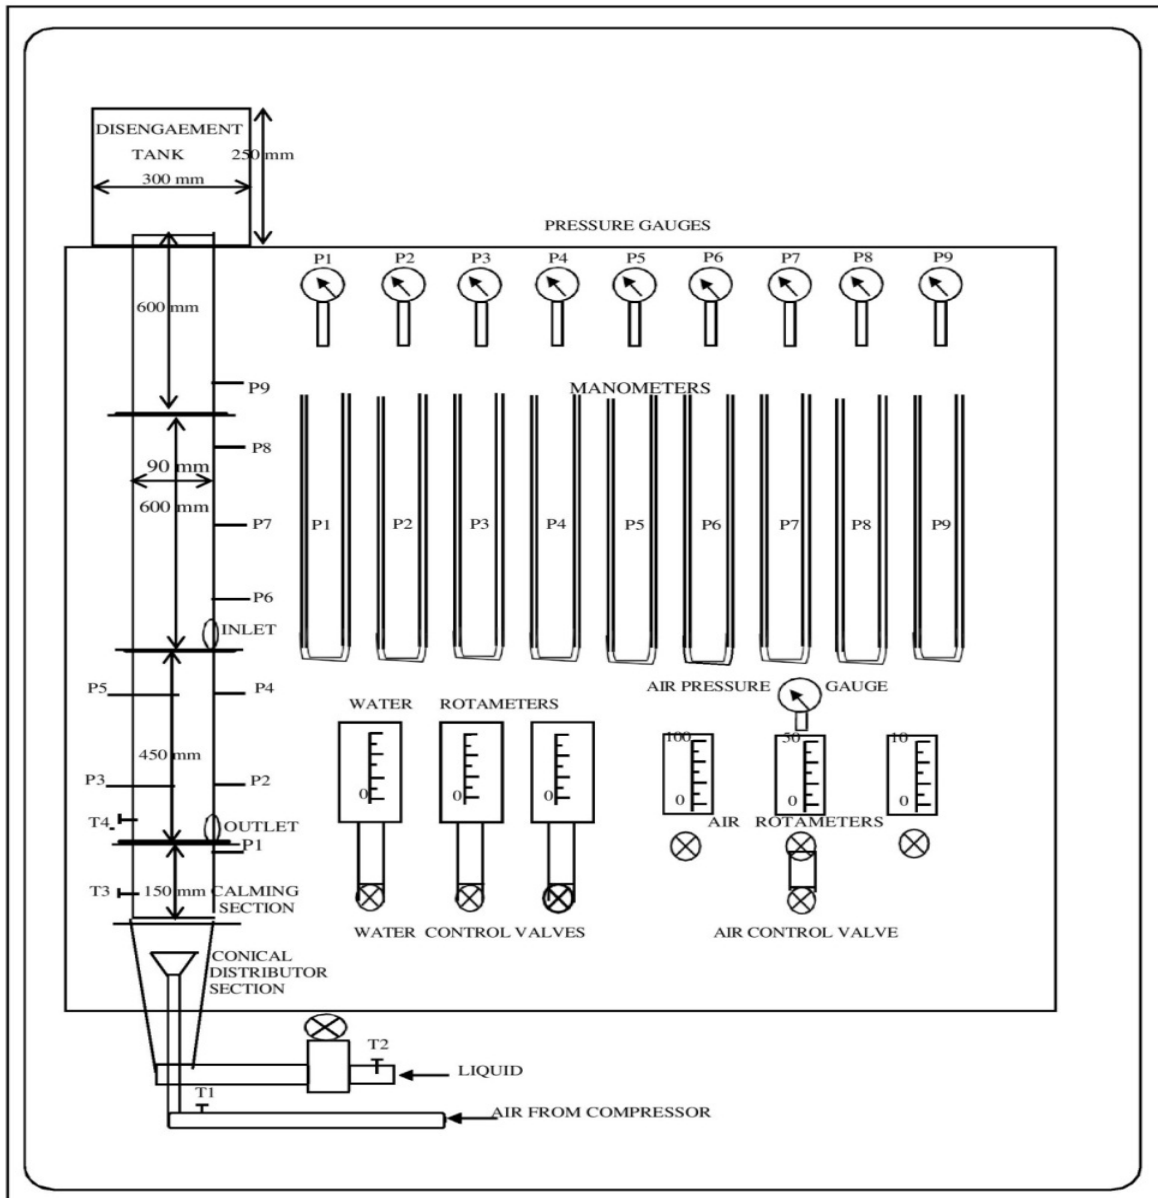 DISENGAEMENT
TANK
250 mm
300 mm
PRESSURE GAUGES
P1 P2 P3 P4 P5 P6 P7 P8 P9
600 mm
P9
MANOMETERS
P8
90 mm
600 mm
P7
P1 P2 P3 P4 P5 P6 P7 P8 P9
P6
INLET
P5
P4
AIR PRESSURE GAUGE
WATER ROTAMETERS
450 mm
100 50 10
P3
P2
0 0 0
0 0 0
T4
OUTLET
AIR ROTAMETERS
P1
T3
150 mm
CALMING
SECTION
WATER CONTROL VALVES
AIR CONTROL VALVE
CONICAL
DISTRIBUTOR
SECTION
T2
LIQUID
T1
AIR FROM COMPRESSOR